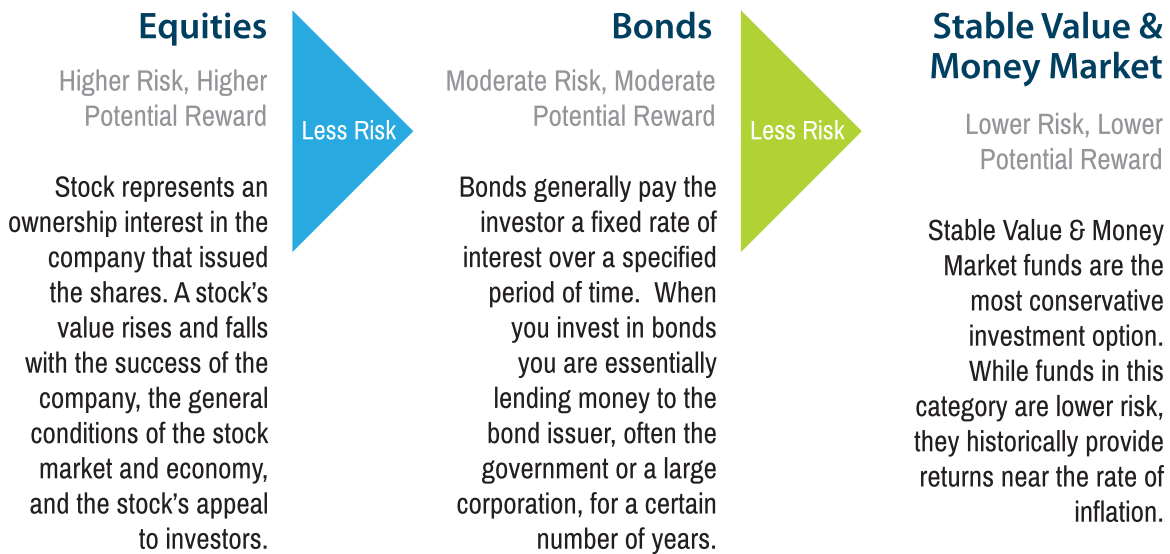 Equities
Higher Risk, Higher
Potential Reward
Stock represents an
ownership interest in the
company that issued
the shares. A stock’s
value rises and falls
with the success of the
company, the general
conditions of the stock
market and economy,
and the stock’s appeal
to investors.
Less Risk
Bonds
Moderate Risk, Moderate
Potential Reward
Bonds generally pay the
investor a fixed rate of
interest over a specified
period of time.  When
you invest in bonds
you are essentially
lending money to the
bond issuer, often the
government or a large
corporation, for a certain
number of years.
Less Risk
Stable Value &
Money Market
Lower Risk, Lower
Potential Reward
Stable Value & Money
Market funds are the
most conservative
investment option.
While funds in this
category are lower risk,
they historically provide
returns near the rate of
inflation.